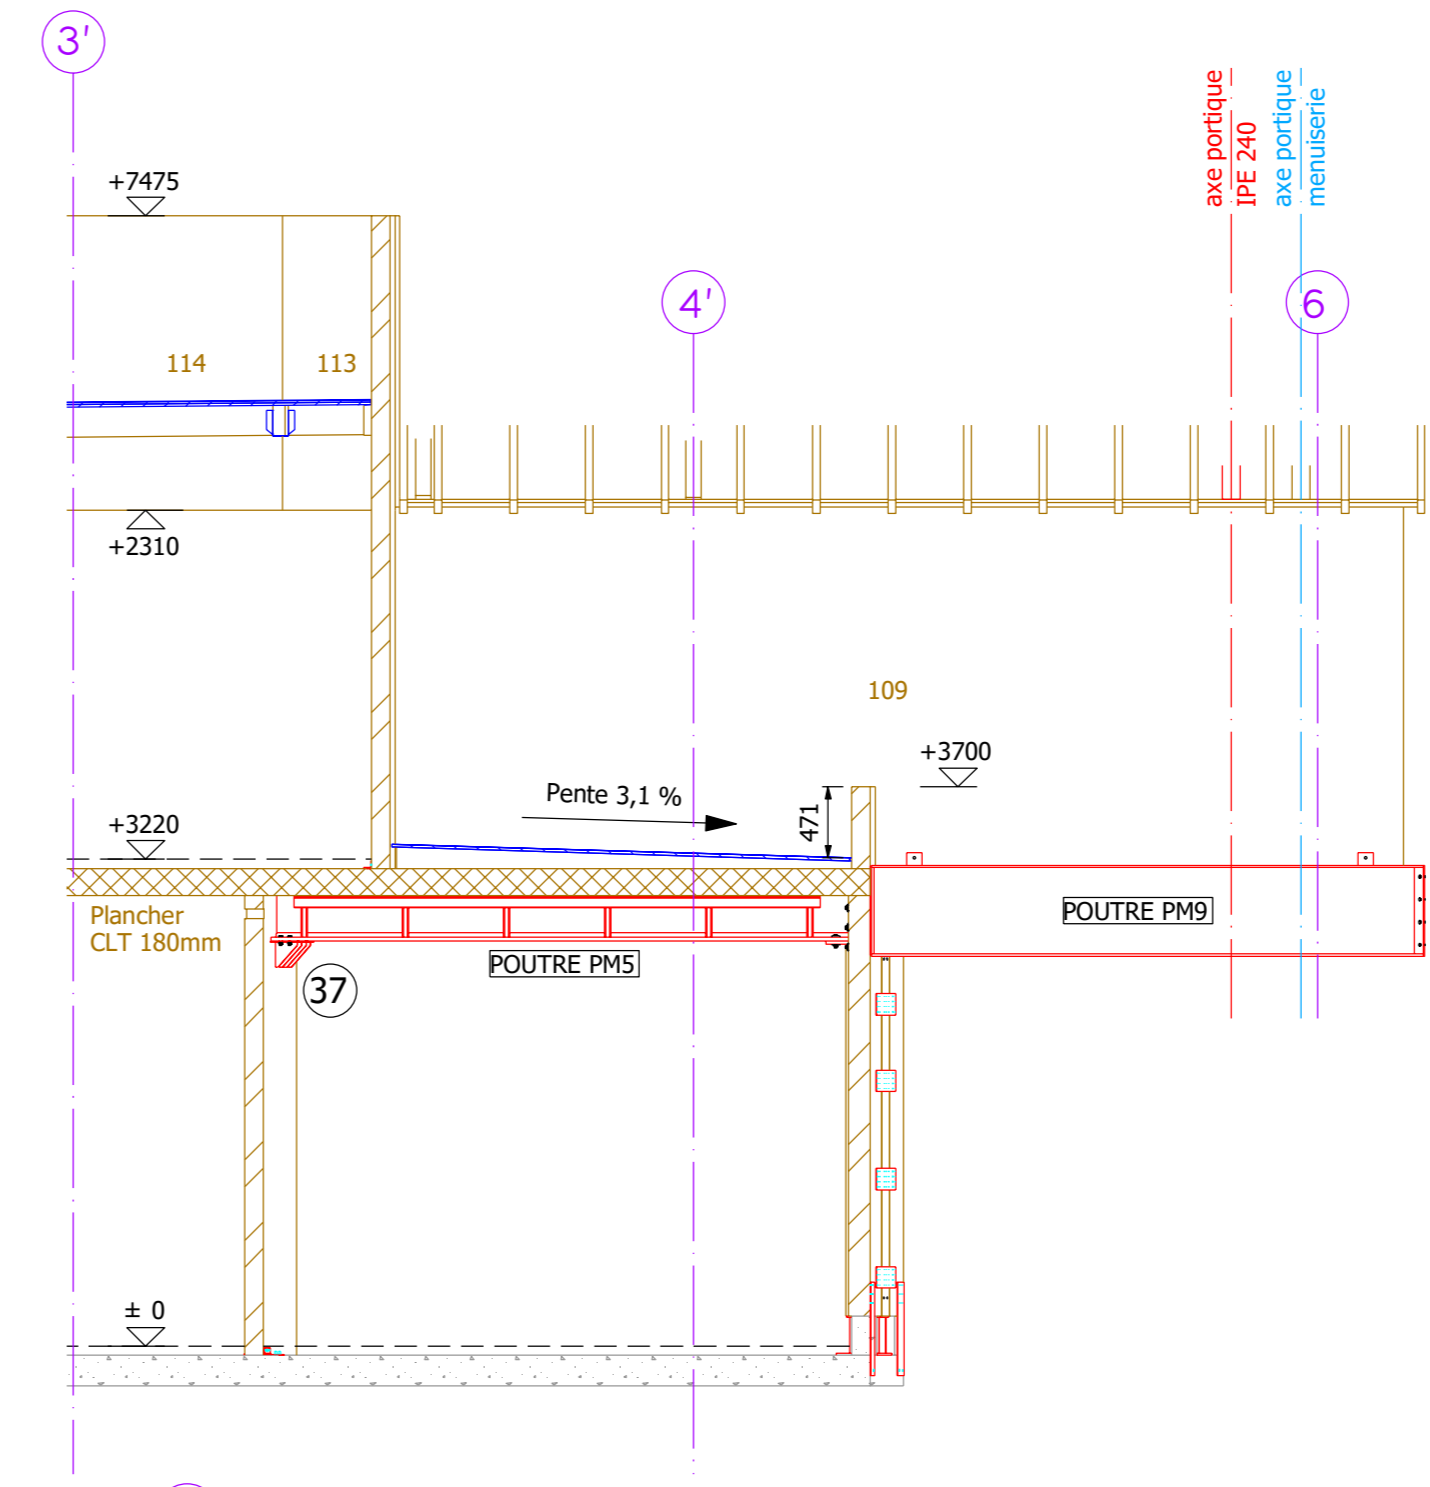 3'
axe portique
IPE 240
axe portique
menuiserie
+7475
4'
6
114
113
+2310
109
+3700
Pente 3,1 %
471
+3220
Plancher
CLT 180mm
POUTRE PM9
POUTRE PM5
37
± 0